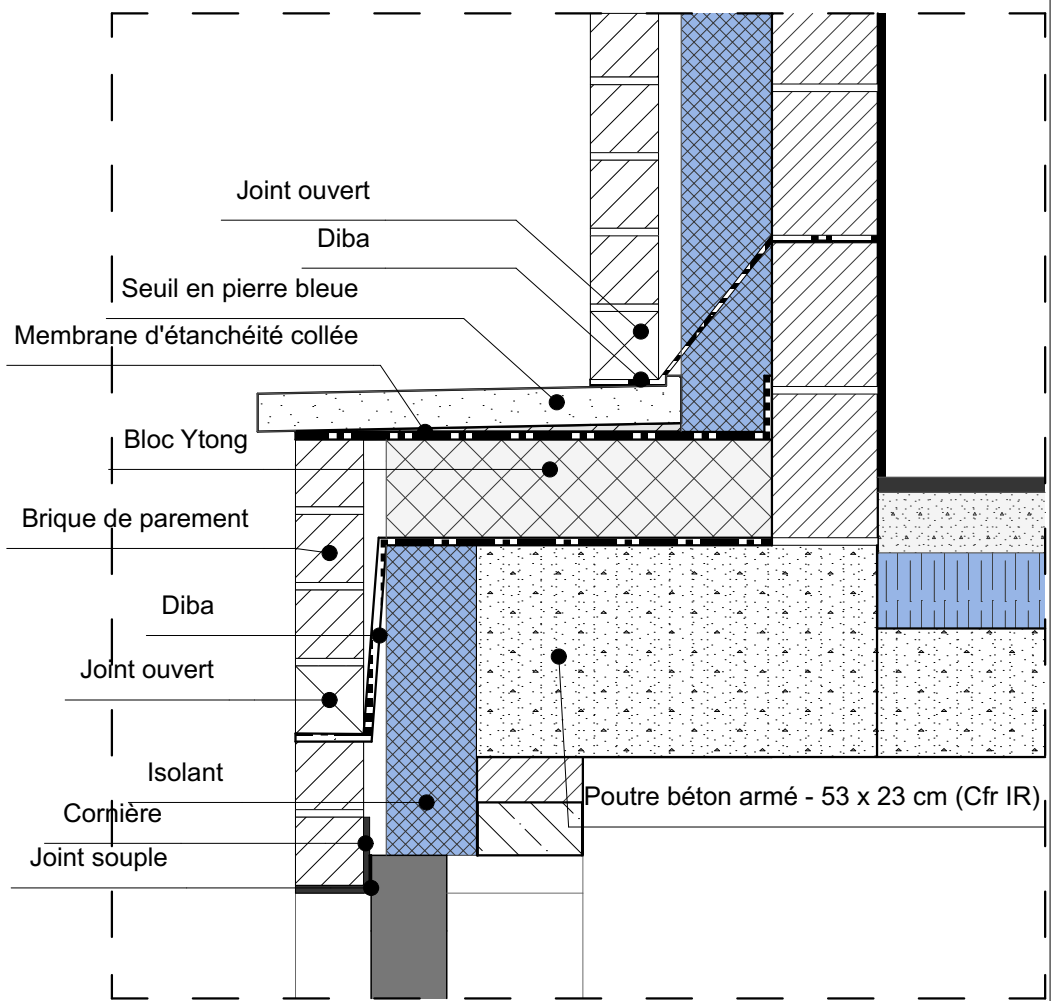 Joint ouvert
Diba
Seuil en pierre bleue
Membrane d'étanchéité collée
Bloc Ytong
Brique de parement
Diba
Joint ouvert
Isolant
Poutre béton armé - 53 x 23 cm (Cfr IR)
Cornière
Joint souple